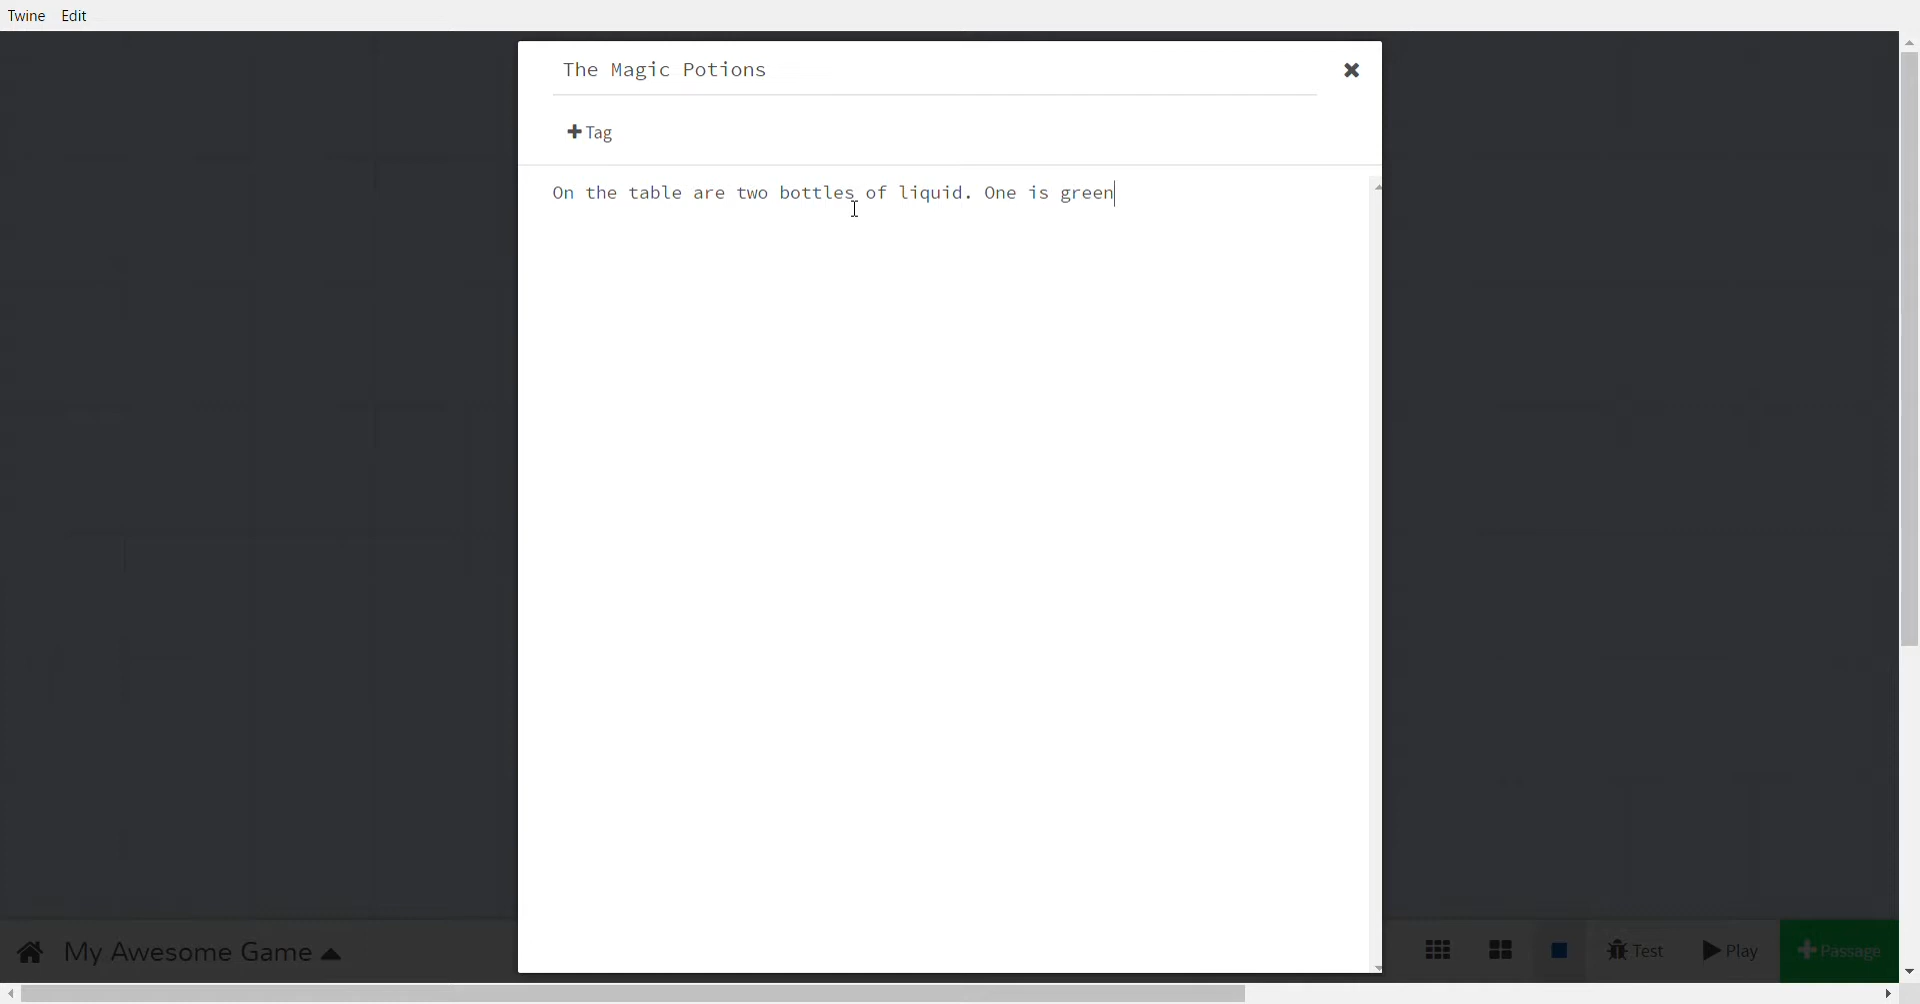 Twine Edit
The Magic Potions
Tag
On the table are two bottles of liquid. One is green
My Awesome Game
Test
Play
Passage